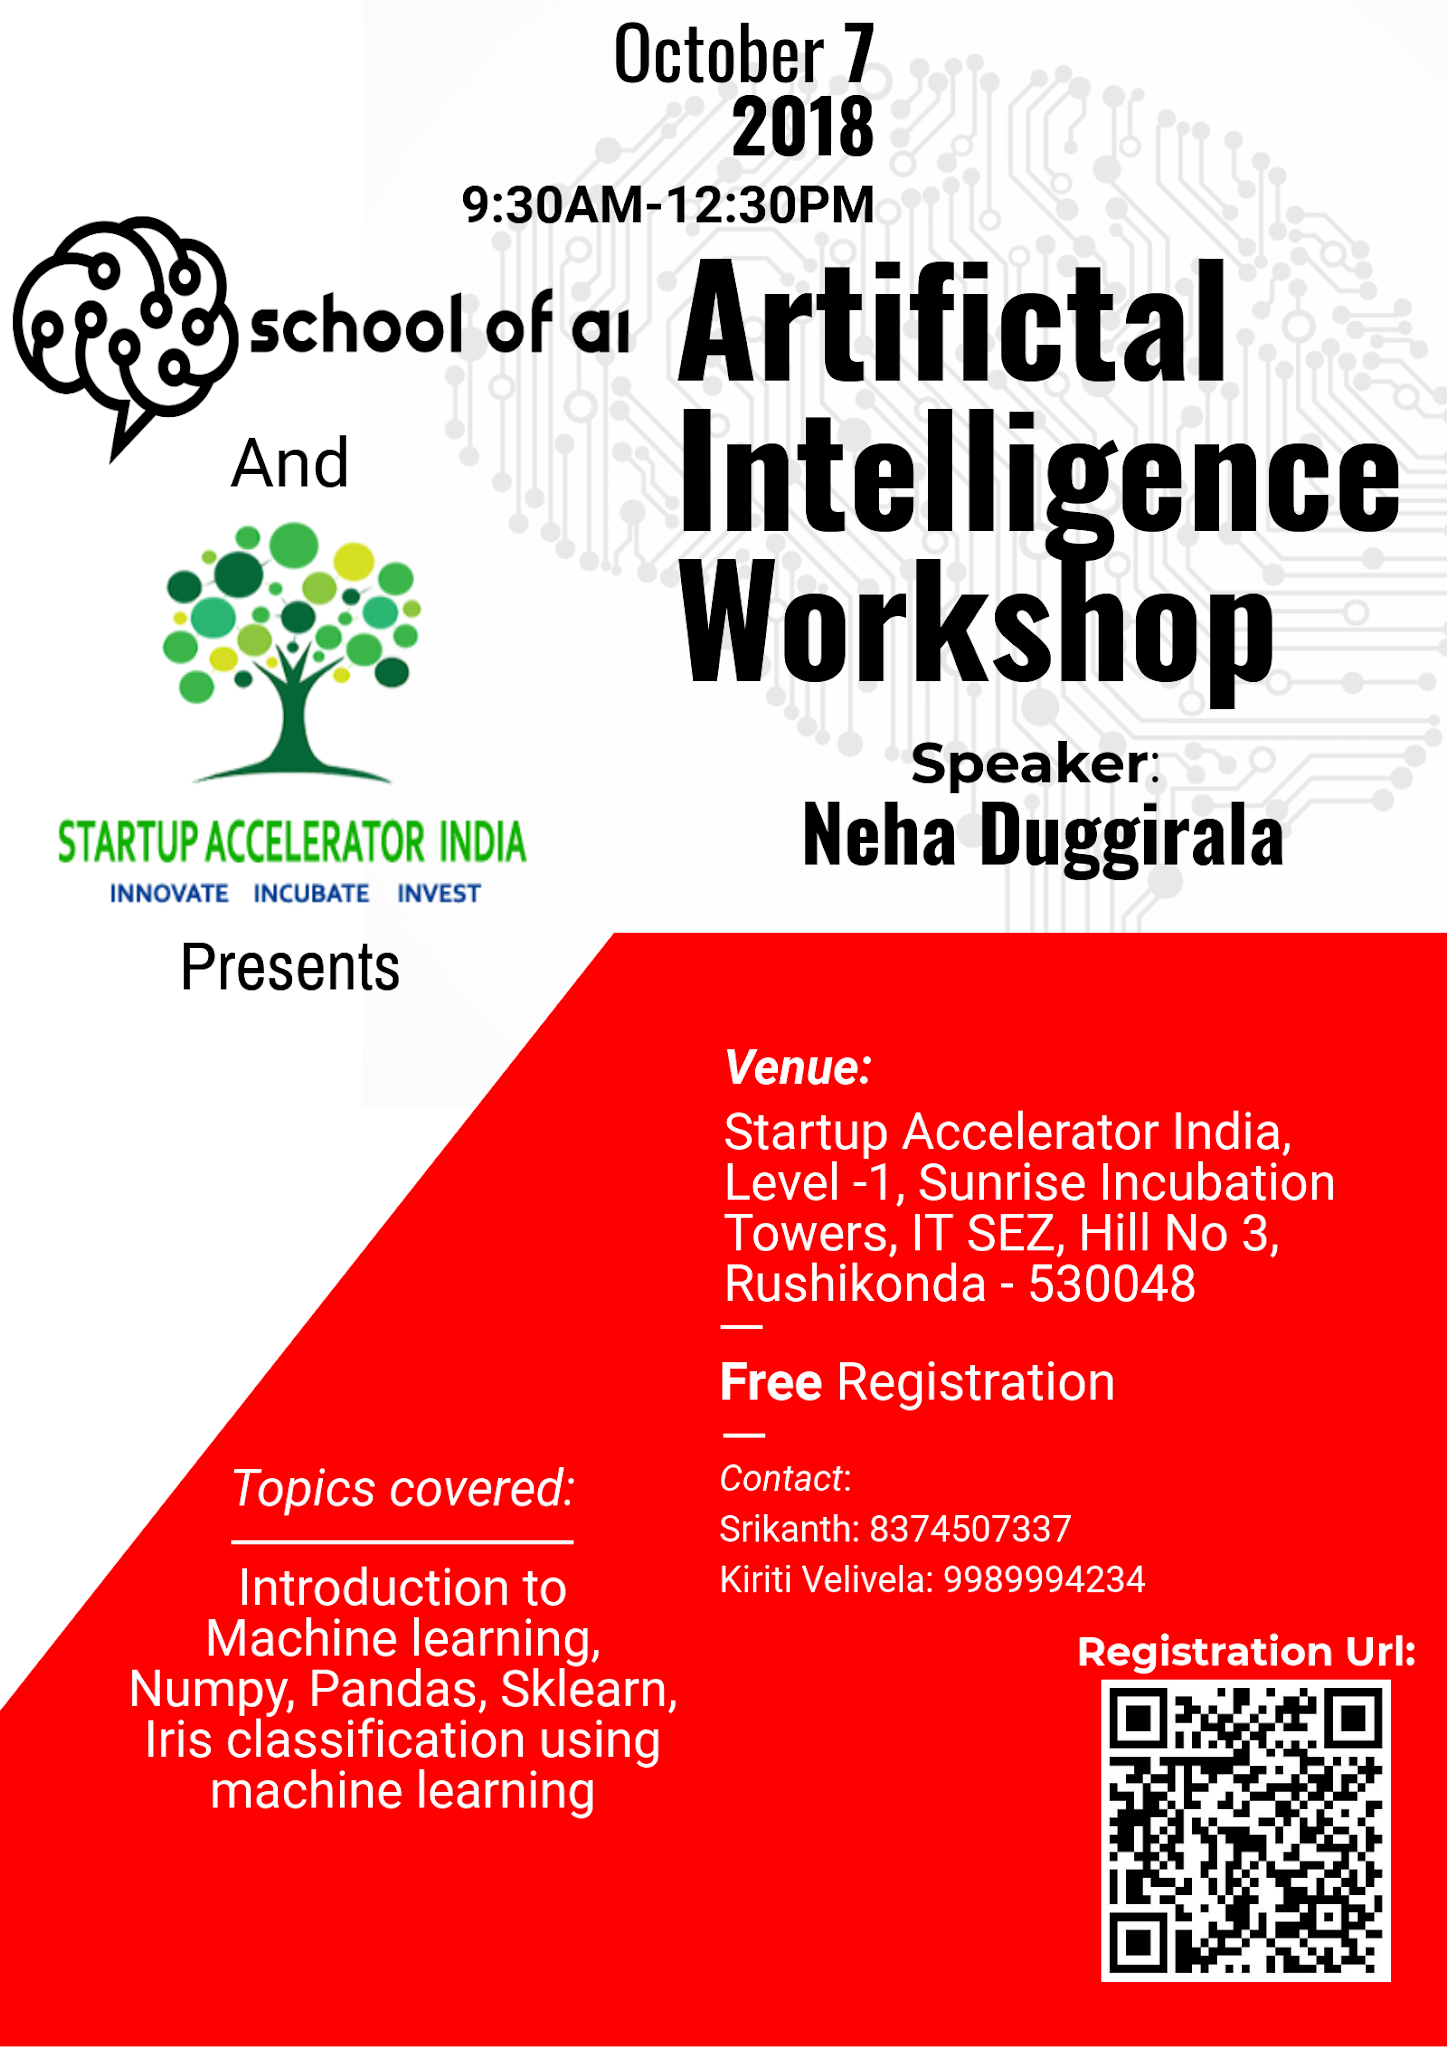 October 7
2018
9:30AM-12:30PM
school of ai
And
STARTUP ACCELERATOR INDIA
INNOVATE INCUBATE INVEST
Presents
Artifictal
Intelligence
Workshop
Speaker:
Neha Duggirala
Venue:
Startup Accelerator India,
Level -1, Sunrise Incubation
Towers, IT SEZ, Hill No 3,
Rushikonda - 530048
Free Registration
Contact:
Srikanth: 8374507337
Kiriti Velivela: 9989994234
Topics covered:
Introduction to
Machine learning,
Numpy, Pandas, Sklearn,
Iris classification using
machine learning
Registration Url: